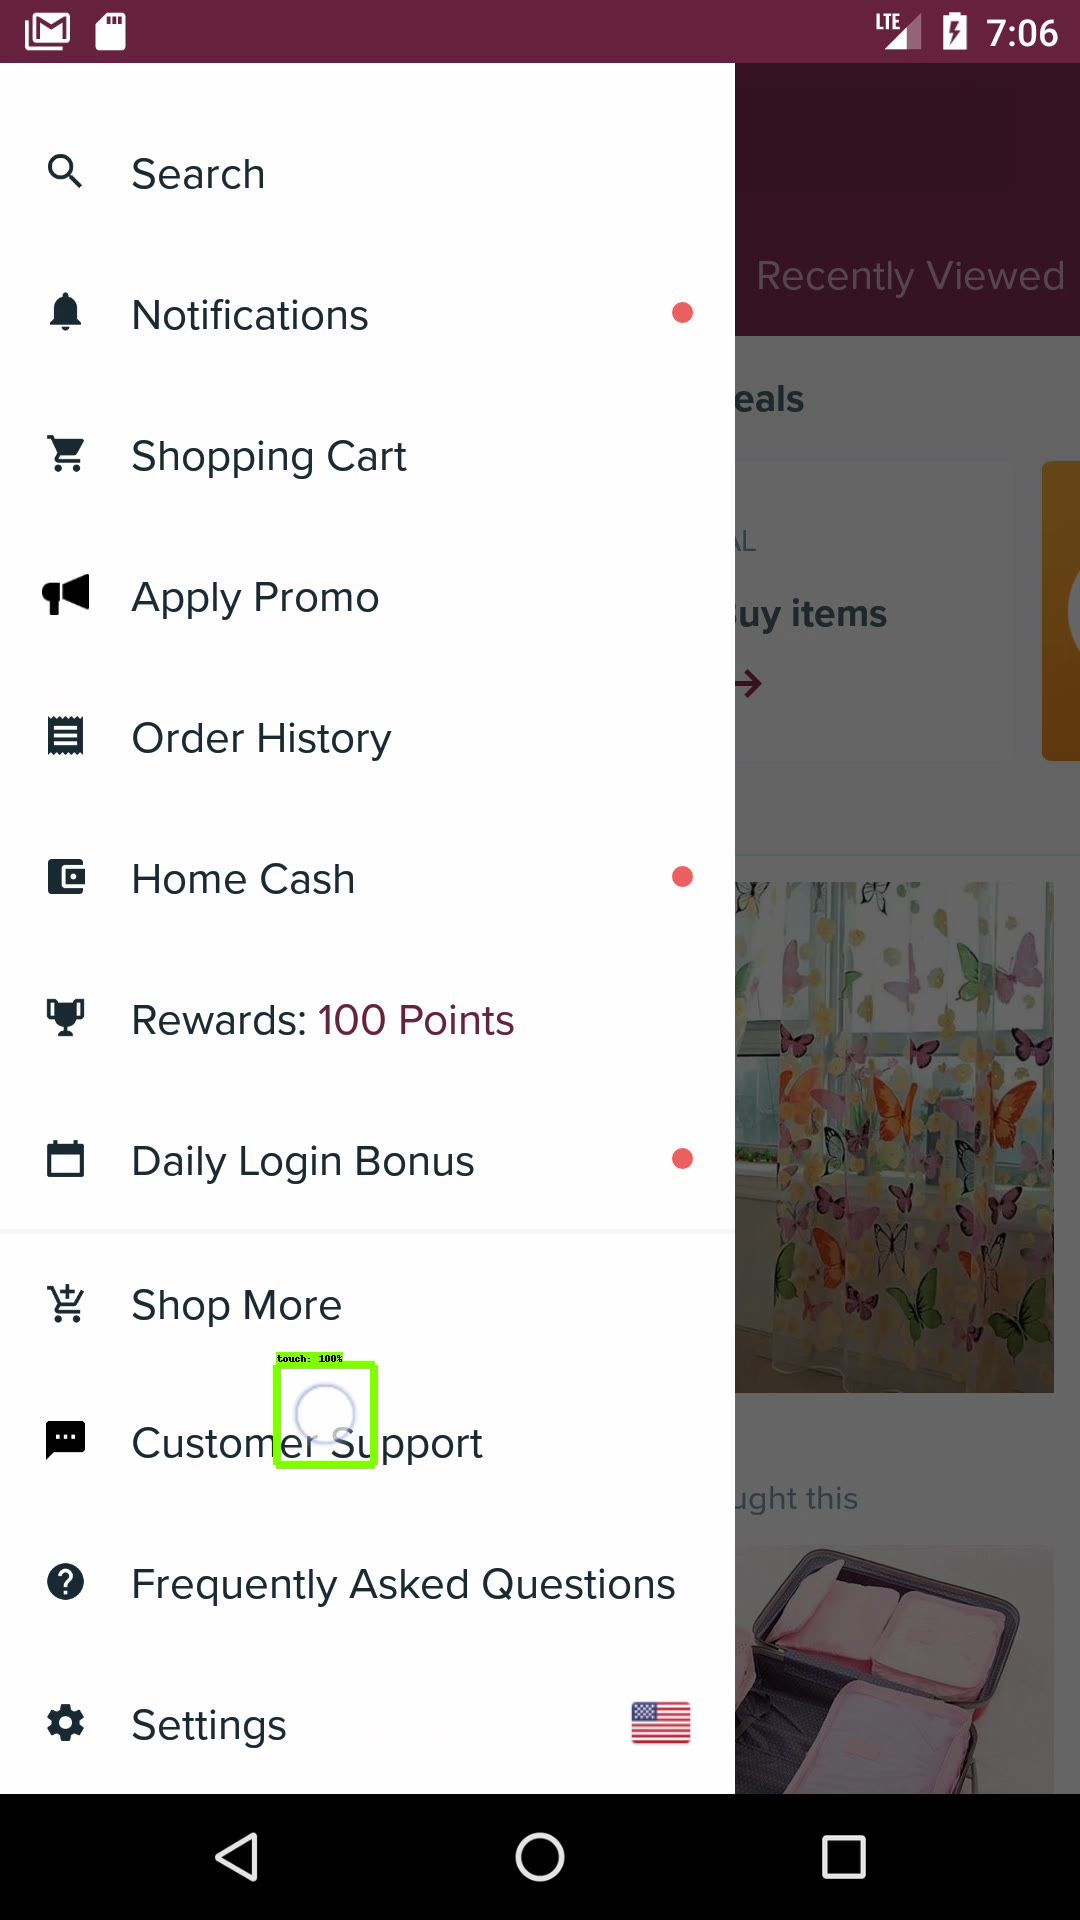 LTE 7:06
Search
Recently Viewed
Notifications
eals
Shopping Cart
AL
Apply Promo
Buy items
Order History
Home Cash
Rewards: 100 Points
Daily Login Bonus
Shop More
touch: 100%
Customer Support
ught this
Frequently Asked Questions
Settings